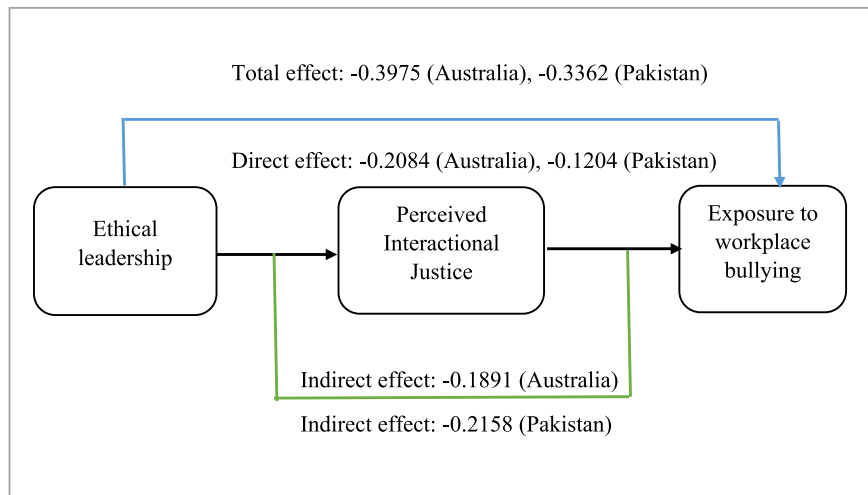 Total effect: -0.3975 (Australia), -0.3362 (Pakistan)
Direct effect: -0.2084 (Australia), -0.1204 (Pakistan)
Ethical
leadership
Perceived
Interactional
Justice
Exposure to
workplace
bullying
Indirect effect: -0.1891 (Australia)
Indirect effect: -0.2158 (Pakistan)